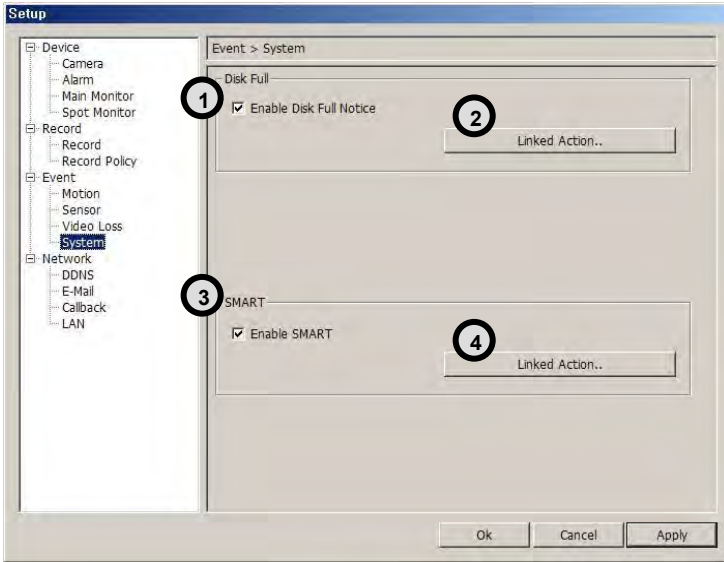 Setup
Device
Camera
Alarm
Main Monitor
Spot Monitor
Record
Record
Record Policy
Event
Motion
Sensor
Video Loss
System
Network
DDNS
E-Mail
Callback
LAN
Event > System
Disk Full
1
Enable Disk Full Notice
2
Linked Action..
3
SMART
Enable SMART
4
Linked Action..
Ok Cancel Apply